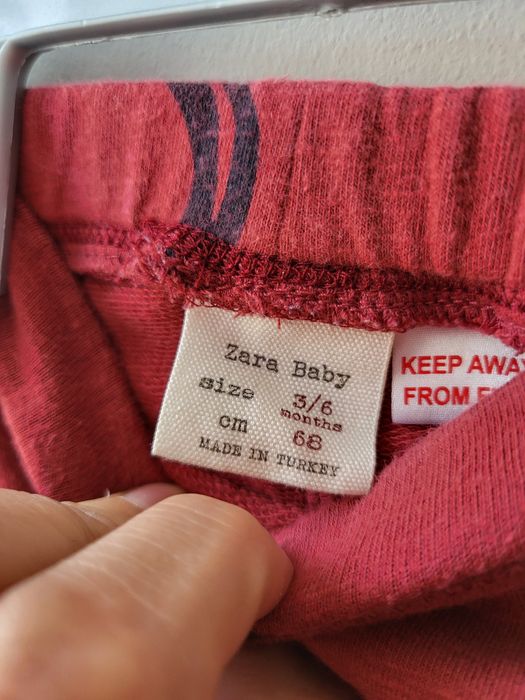 Zara Baby
size 3/6
months
cm 68
MADE IN TURKEY
KEEP AWAY
FROM